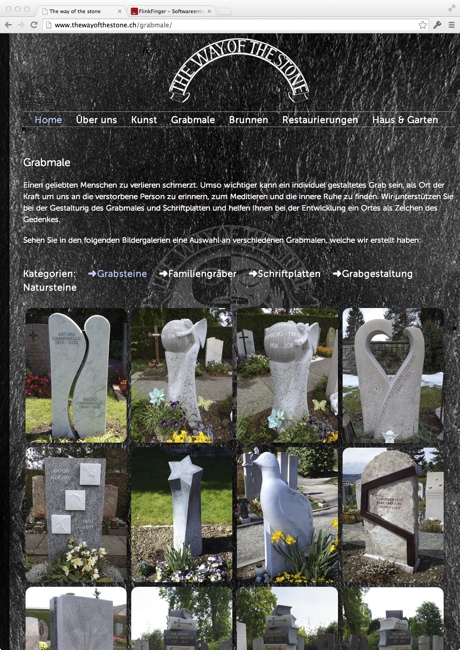 The way of the stone
FlinkFinger - Softwareentw
www.thewayofthestone.ch/grabmale/
THE WAY OF THE STONE
Home Über uns Kunst Grabmale Brunnen Restaurierungen Haus & Garten
Grabmale
Einen geliebten Menschen zu verlieren schmerzt. Umso wichtiger kann ein individuel gestaltetes Grab sein, als Ort der
Kraft um uns an die verstorbene Person zu erinnern, zum Meditieren und die innere Ruhe zu finden. Wir unterstützen Sie
bei der Gestaltung des Grabmales und Schriftplatten und helfen Ihnen bei der Entwicklung ein Ortes als Zeichen des
Gedenkes.
Sehen Sie in den folgenden Bildergalerien eine Auswahl an verschiedenen Grabmalen, welche wir erstellt haben:
Kategorien: ➜Grabsteine ➜Familiengräber ➜Schriftplatten ➜Grabgestaltung
Natursteine